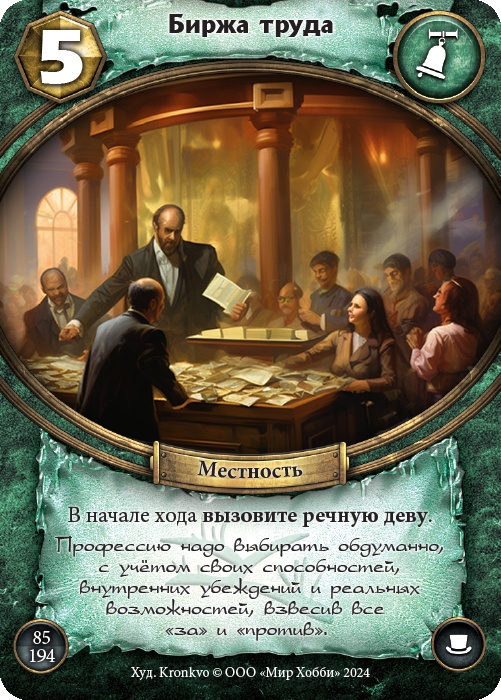 5
Биржа труда
Местность
В начале хода вызовите речную деву.
Профессию надо выбирать обдуманно,
с учётом своих способностей,
внутренних убеждений и реальных
возможностей, взвесив все
«за» и «против».
85
194
Худ. Kronkvo © ООО «Мир Хобби» 2024